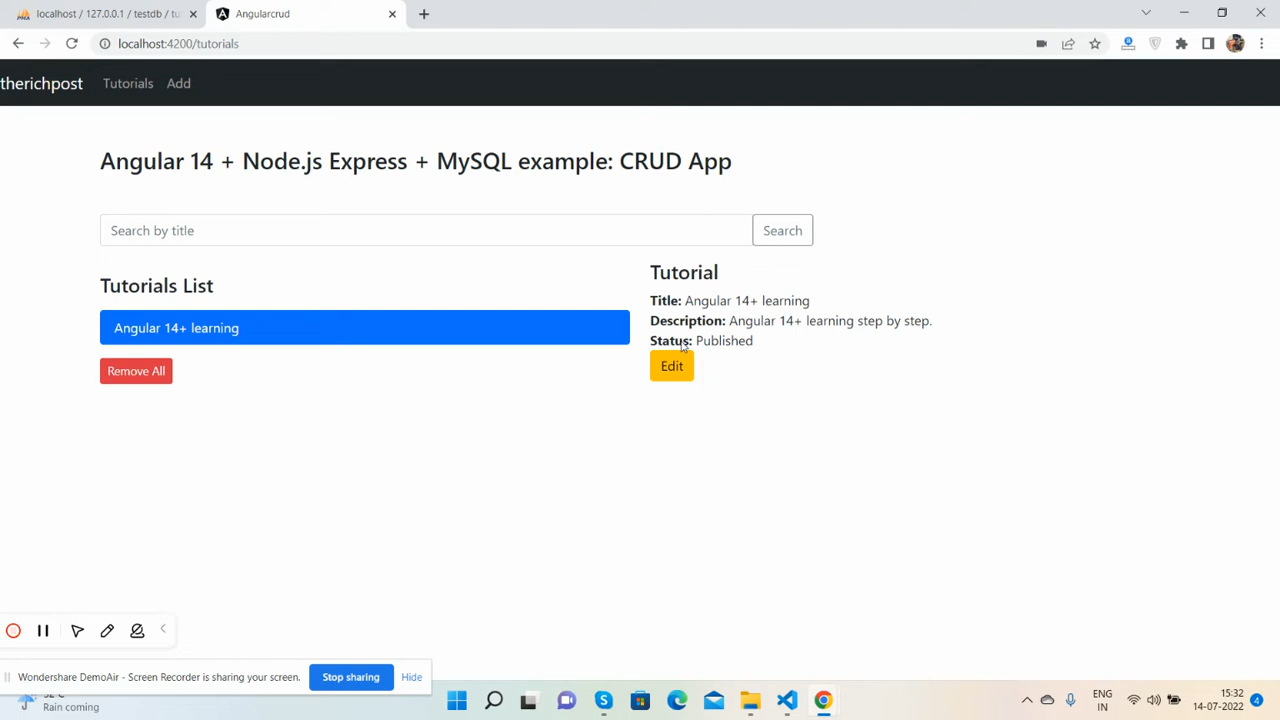 localhost / 127.0.0.1 / testdb / tu
Angularcrud
localhost:4200/tutorials
therichpost Tutorials Add
Angular 14 + Node.js Express + MySQL example: CRUD App
Search by title Search
Tutorials List
Angular 14+ learning
Remove All
Tutorial
Title: Angular 14+ learning
Description: Angular 14+ learning step by step.
Status: Published
Edit
Wondershare DemoAir - Screen Recorder is sharing your screen. Stop sharing Hide
Rain coming
ENG
IN
15:32
14-07-2022
4